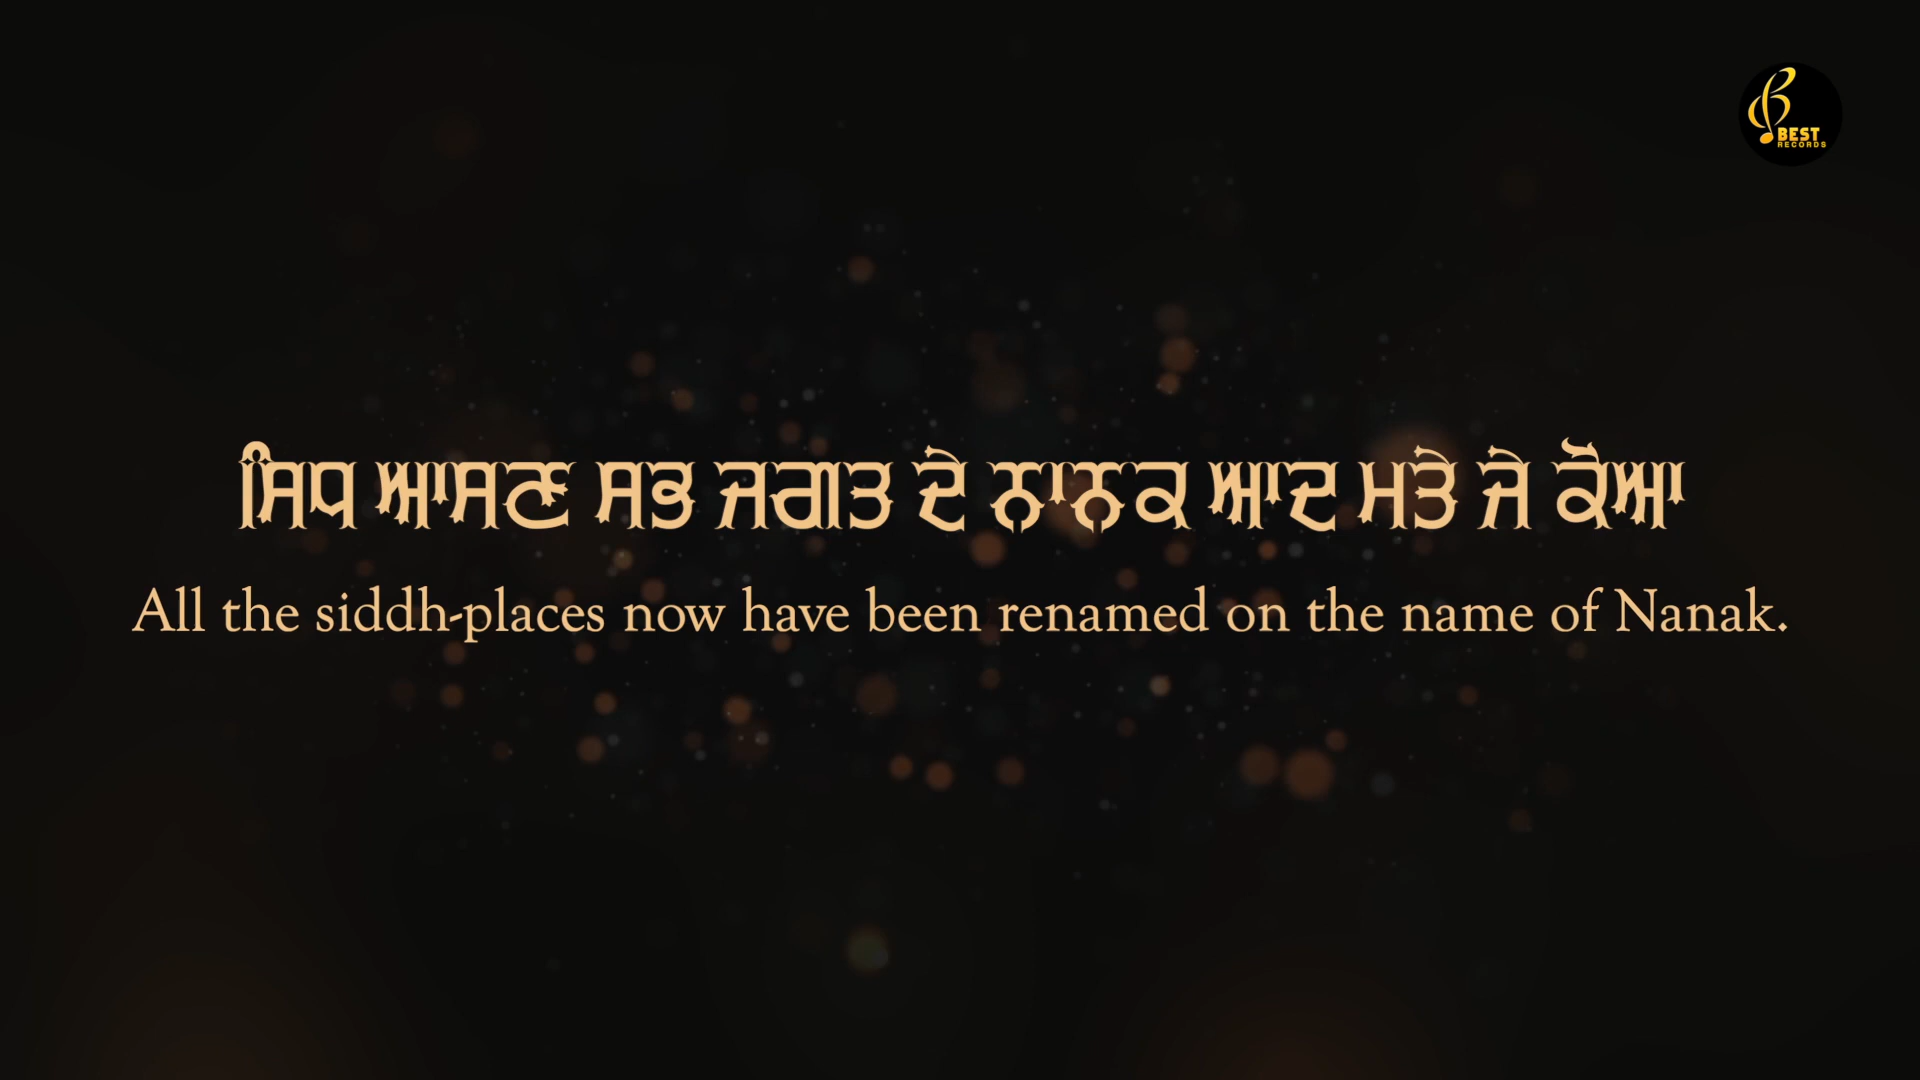 BEST
RECORDS
ਸਿਧ ਆਸਣ ਸਭ ਜਗਤ ਦੇ ਨਾਨਕ ਆਦ ਮਤੇ ਜੇ ਕੋਆ
All the siddh-places now have been renamed on the name of Nanak.